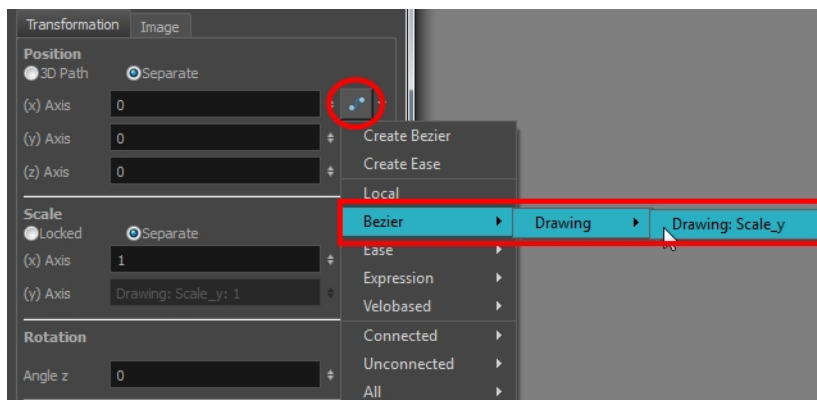 Transformation Image
Position
3D Path Separate
(x) Axis 0
(y) Axis 0
(z) Axis 0
Scale
Locked Separate
(x) Axis 1
(y) Axis Drawing: Scale_y: 1
Rotation
Angle z 0
Create Bezier
Create Ease
Local
Bezier Drawing Drawing: Scale_y
Ease
Expression
Velobased
Connected
Unconnected
All